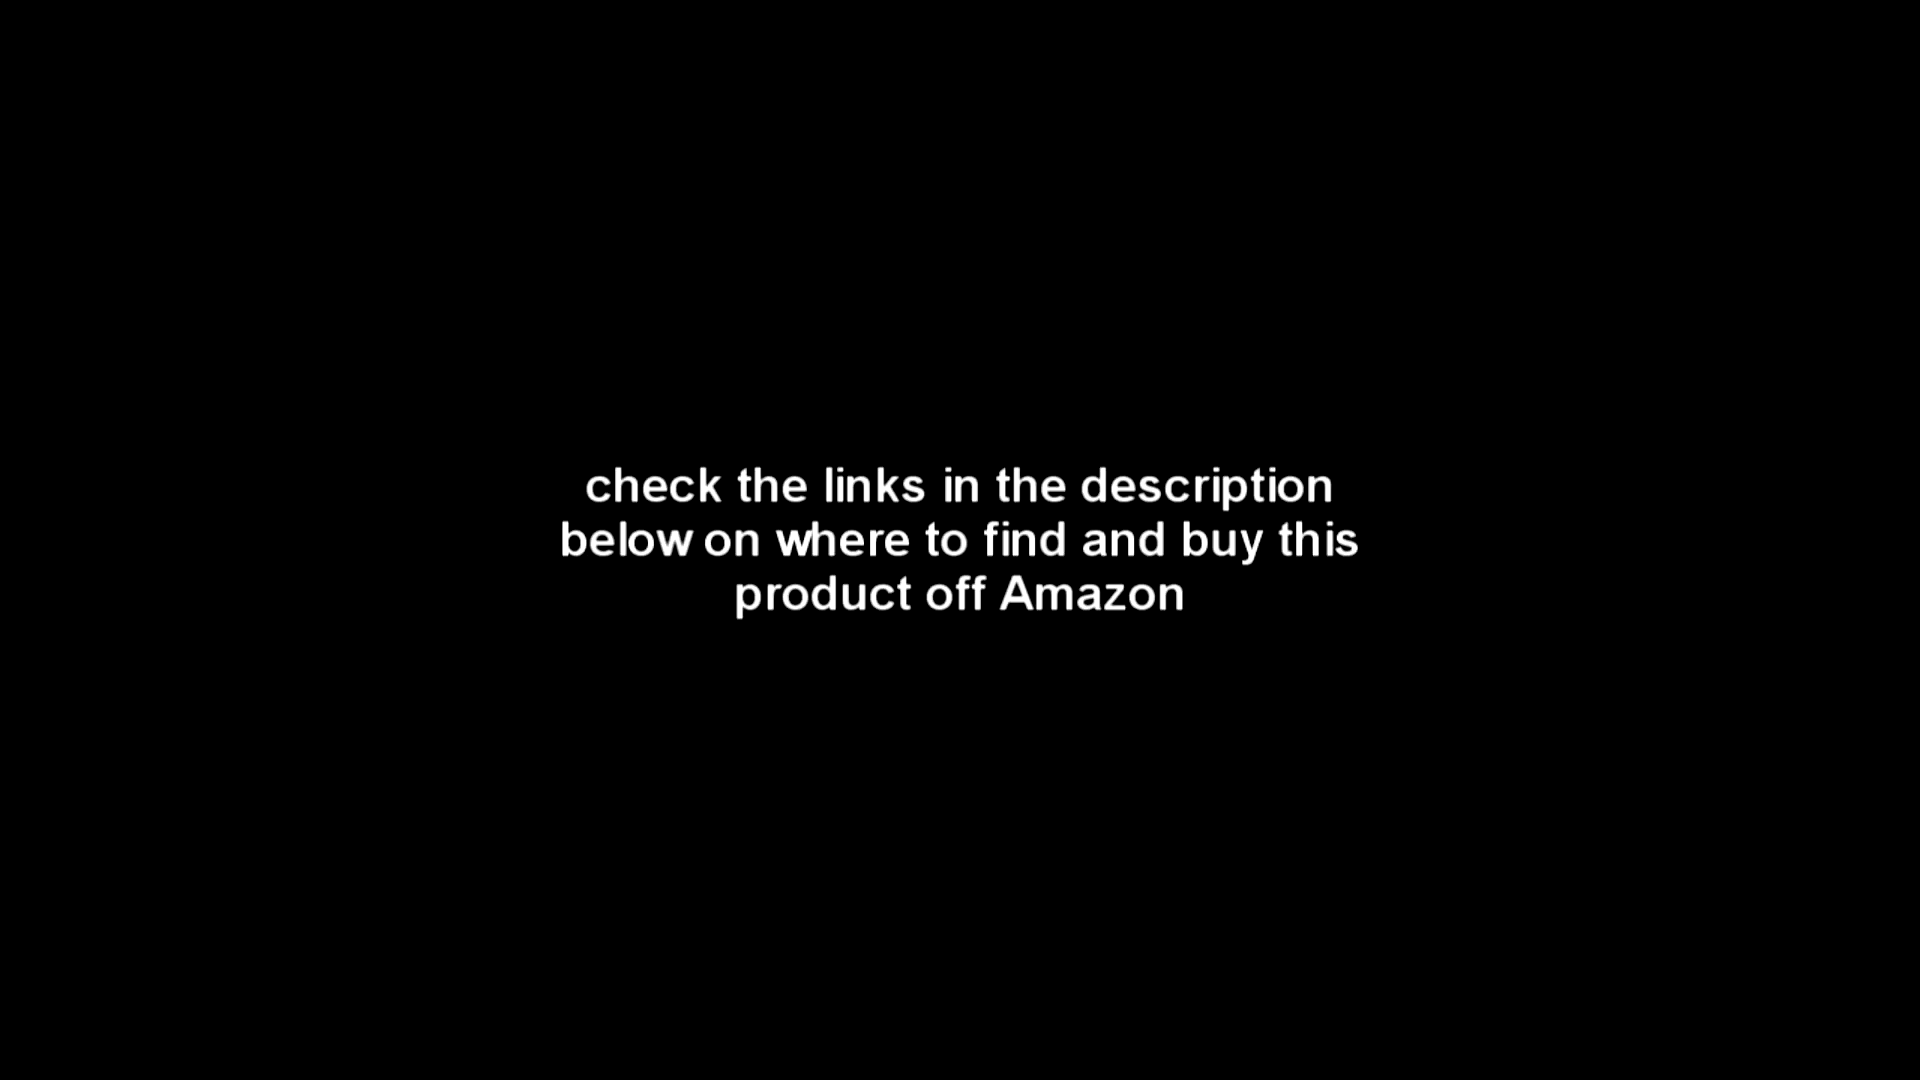 check the links in the description
below on where to find and buy this
product off Amazon